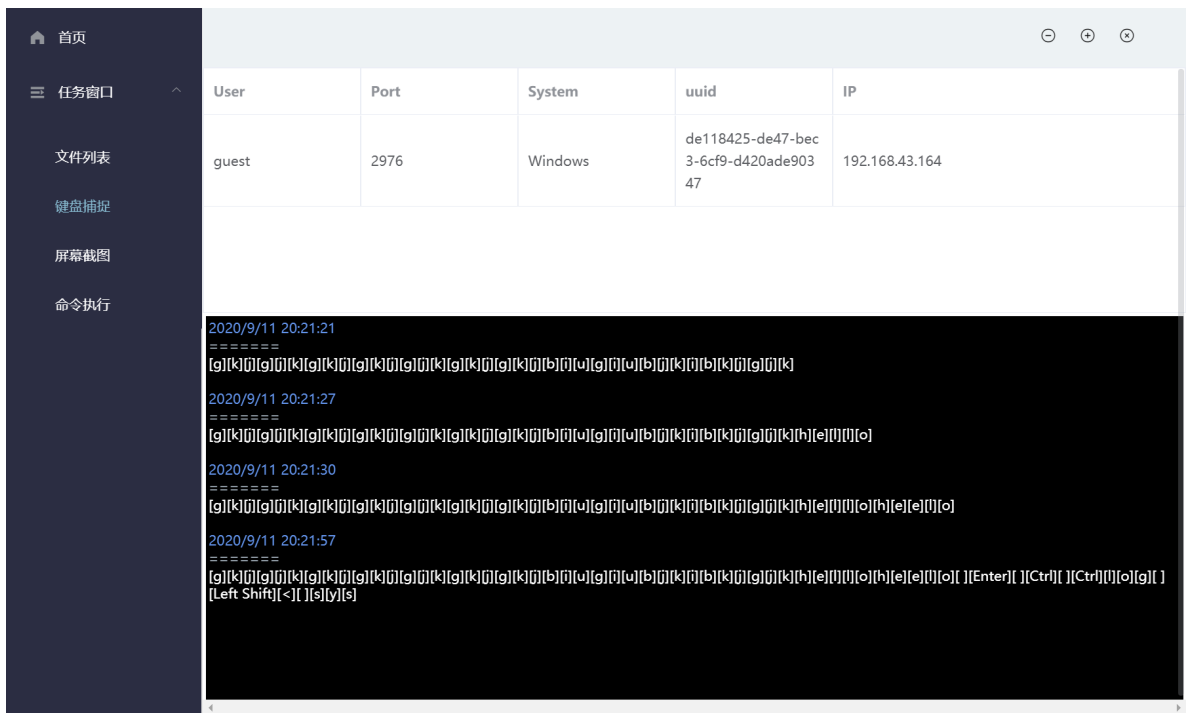 首页
任务窗口
文件列表
键盘捕捉
屏幕截图
命令执行
User Port System uuid IP
guest 2976 Windows de118425-de47-bec
3-6cf9-d420ade903
47 192.168.43.164
2020/9/11 20:21:21
=======
[g][k][j][g][j][k][g][k][j][g][k][j][g][j][k][g][k][j][g][k][j][b][i][u][g][i][u][b][j][k][i][b][k][j][g][j][k]
2020/9/11 20:21:27
=======
[g][k][j][g][j][k][g][k][j][g][k][j][g][j][k][g][k][j][g][k][j][b][i][u][g][i][u][b][j][k][i][b][k][j][g][j][k][h][e][l][l][o]
2020/9/11 20:21:30
=======
[g][k][j][g][j][k][g][k][j][g][k][j][g][j][k][g][k][j][g][k][j][b][i][u][g][i][u][b][j][k][i][b][k][j][g][j][k][h][e][l][l][o][h][e][e][l][o]
2020/9/11 20:21:57
=======
[g][k][j][g][j][k][g][k][j][g][k][j][g][j][k][g][k][j][g][k][j][b][i][u][g][i][u][b][j][k][i][b][k][j][g][j][k][h][e][l][l][o][h][e][e][l][o][ ][Enter][ ][Ctrl][ ][Ctrl][l][o][g][ ]
[Left Shift][<][ ][s][y][s]